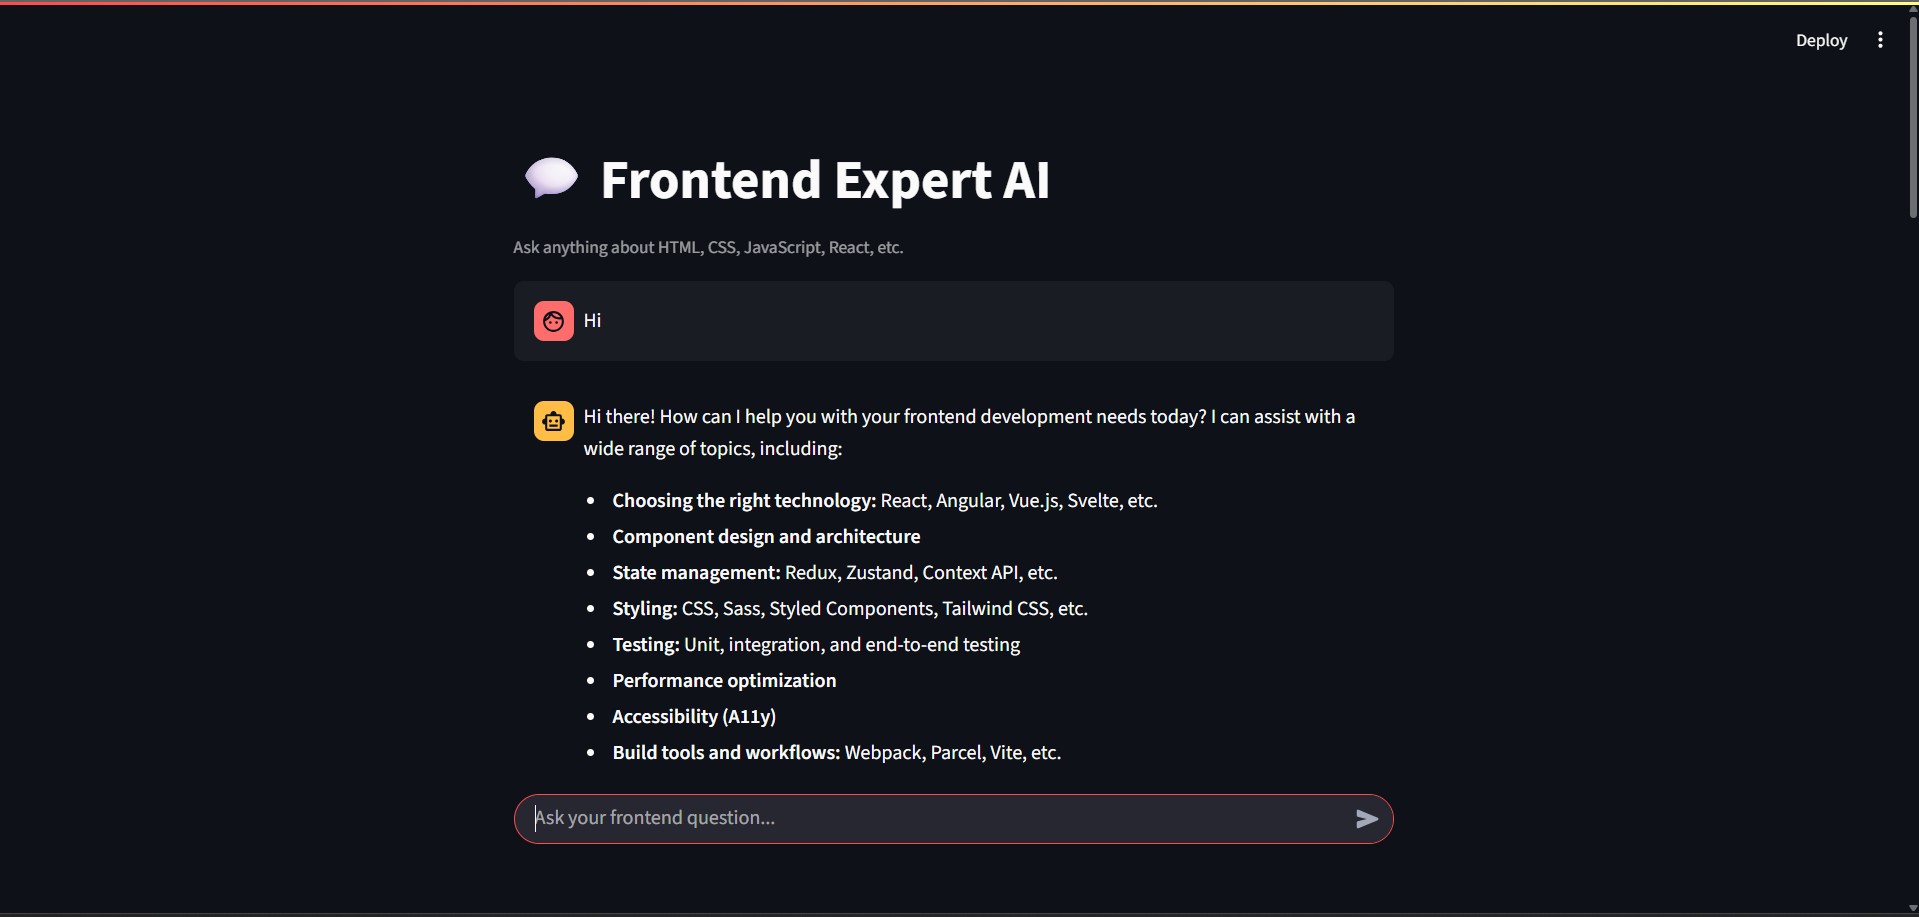 Deploy
Frontend Expert AI
Ask anything about HTML, CSS, JavaScript, React, etc.
Hi
Hi there! How can I help you with your frontend development needs today? I can assist with a
wide range of topics, including:
Choosing the right technology: React, Angular, Vue.js, Svelte, etc.
Component design and architecture
State management: Redux, Zustand, Context API, etc.
Styling: CSS, Sass, Styled Components, Tailwind CSS, etc.
Testing: Unit, integration, and end-to-end testing
Performance optimization
Accessibility (A11y)
Build tools and workflows: Webpack, Parcel, Vite, etc.
Ask your frontend question...